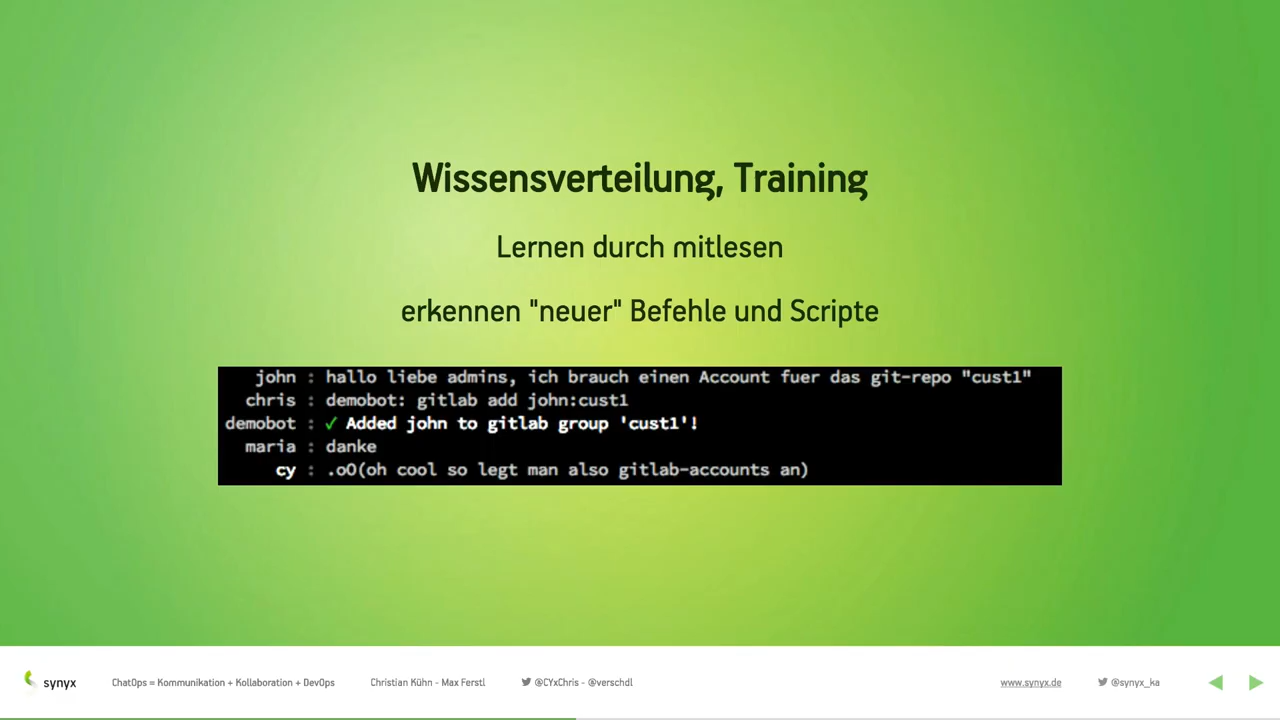 Wissensverteilung, Training
Lernen durch mitlesen
erkennen "neuer" Befehle und Scripte
john : hallo liebe admins, ich brauch einen Account fuer das git-repo "cust1"
chris : demobot: gitlab add john:cust1
demobot : ✓ Added john to gitlab group 'cust1'!
maria : danke
cy : .oO(oh cool so legt man also gitlab-accounts an)
synyx ChatOps = Kommunikation + Kollaboration + DevOps Christian Kühn - Max Ferstl @CYxChris - @verschdl www.synyx.de @synyx_ka